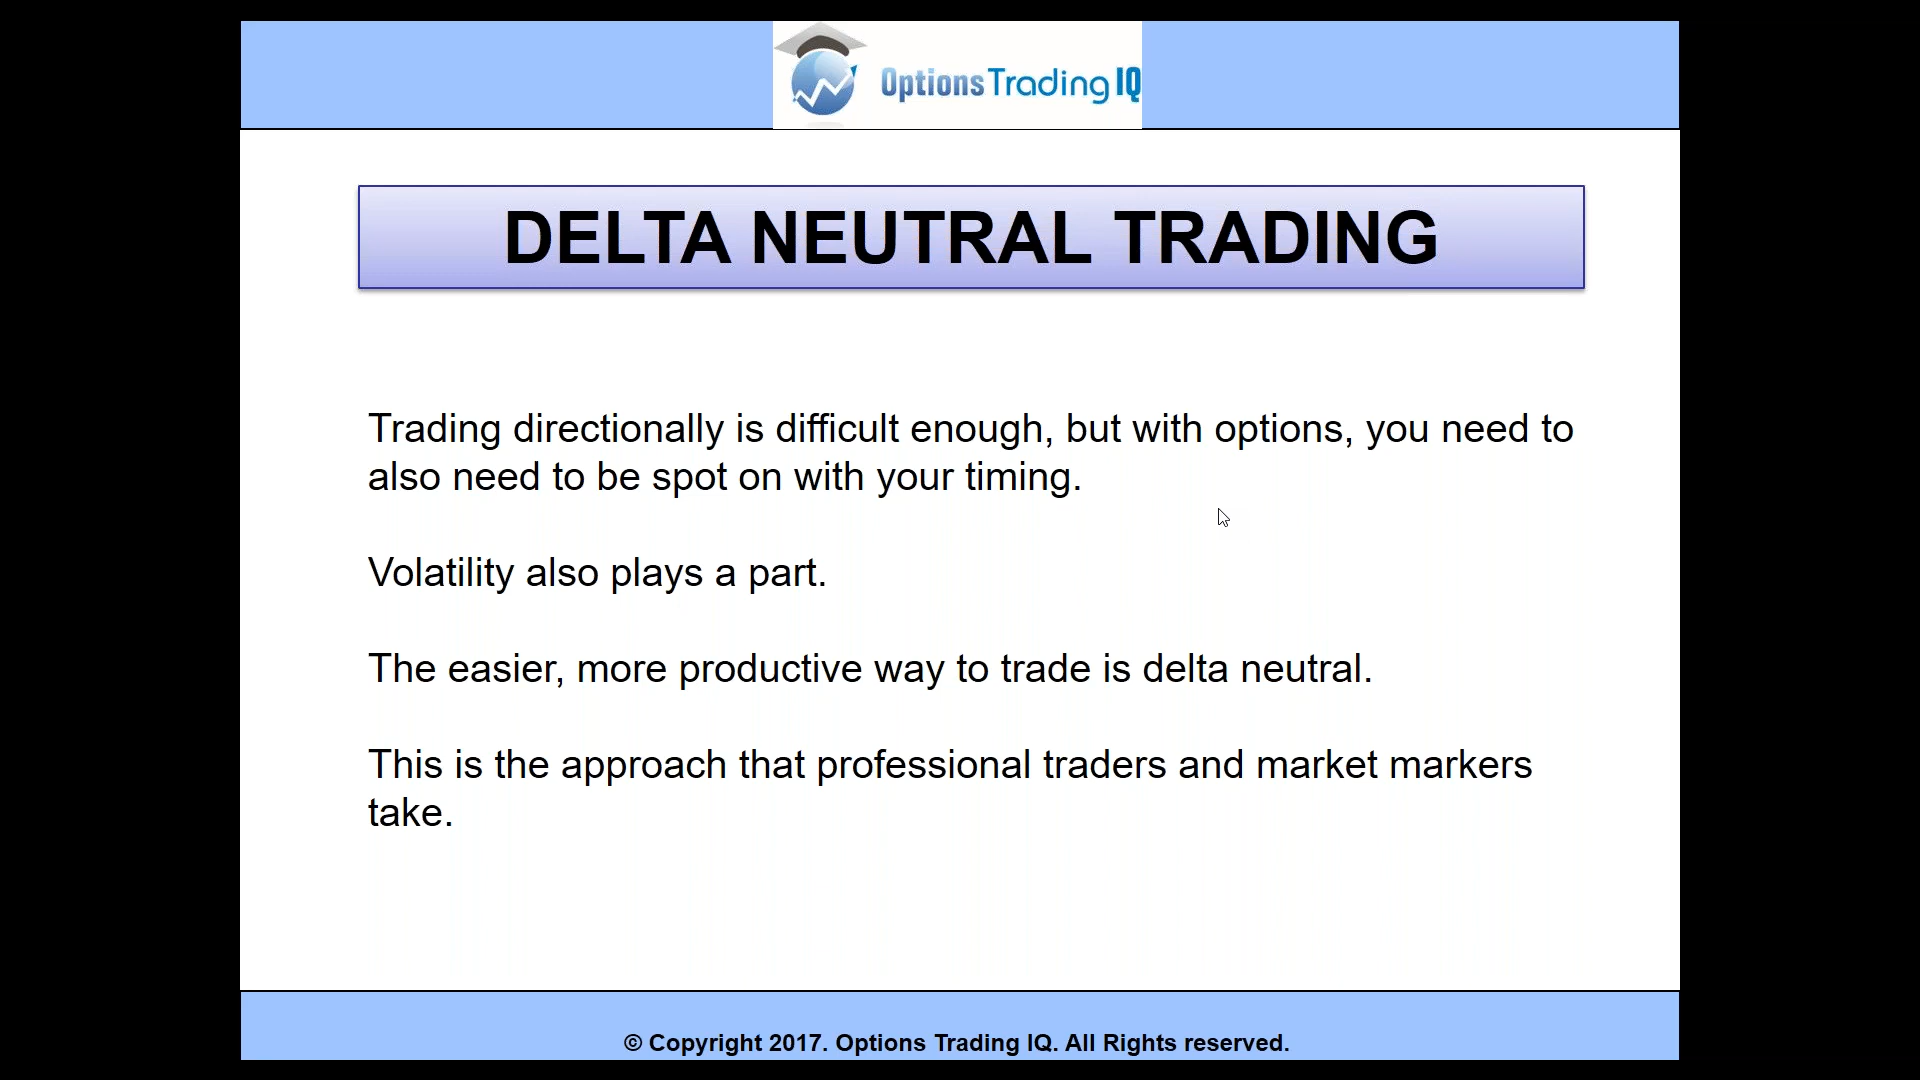 Options Trading IQ
DELTA NEUTRAL TRADING
Trading directionally is difficult enough, but with options, you need to
also need to be spot on with your timing.
Volatility also plays a part.
The easier, more productive way to trade is delta neutral.
This is the approach that professional traders and market markers
take.
© Copyright 2017. Options Trading IQ. All Rights reserved.